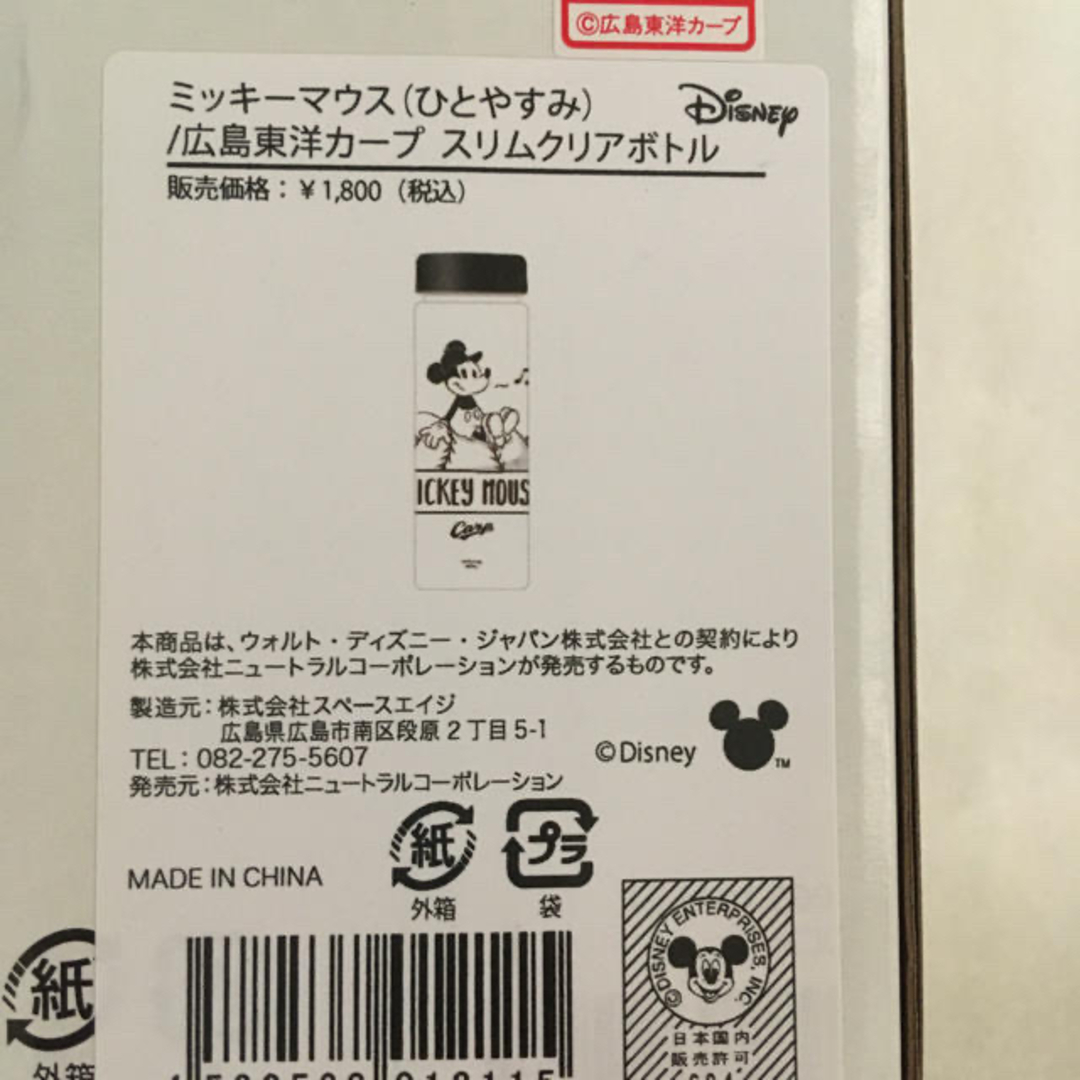 ©広島東洋カープ
ミッキーマウス(ひとやすみ)
/広島東洋カープ スリムクリアボトル
Disney
販売価格：￥1,800（税込）
ICKEY MOUS
Carp
本商品は、ウォルト・ディズニー・ジャパン株式会社との契約により
株式会社ニュートラルコーポレーションが発売するものです。
製造元：株式会社スペースエイジ
広島県広島市南区段原２丁目5-1
TEL：082-275-5607
発売元：株式会社ニュートラルコーポレーション
©Disney
TM
紙
プラ
外箱
袋
MADE IN CHINA
©DISNEY ENTERPRISES, INC.
日本国内
販売許可
紙
外箱